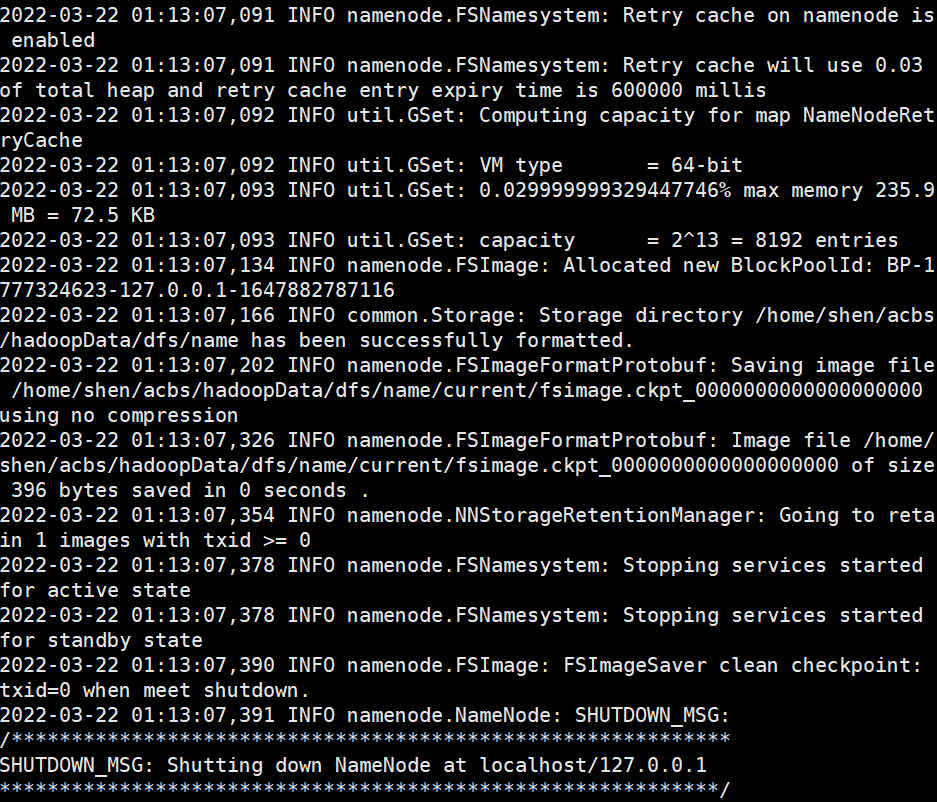 2022-03-22 01:13:07,091 INFO namenode.FSNamesystem: Retry cache on namenode is
 enabled
2022-03-22 01:13:07,091 INFO namenode.FSNamesystem: Retry cache will use 0.03
of total heap and retry cache entry expiry time is 600000 millis
2022-03-22 01:13:07,092 INFO util.GSet: Computing capacity for map NameNodeRet
ryCache
2022-03-22 01:13:07,092 INFO util.GSet: VM type       = 64-bit
2022-03-22 01:13:07,093 INFO util.GSet: 0.029999999329447746% max memory 235.9
 MB = 72.5 KB
2022-03-22 01:13:07,093 INFO util.GSet: capacity      = 2^13 = 8192 entries
2022-03-22 01:13:07,134 INFO namenode.FSImage: Allocated new BlockPoolId: BP-1
777324623-127.0.0.1-1647882787116
2022-03-22 01:13:07,166 INFO common.Storage: Storage directory /home/shen/acbs
/hadoopData/dfs/name has been successfully formatted.
2022-03-22 01:13:07,202 INFO namenode.FSImageFormatProtobuf: Saving image file
 /home/shen/acbs/hadoopData/dfs/name/current/fsimage.ckpt_0000000000000000000
using no compression
2022-03-22 01:13:07,326 INFO namenode.FSImageFormatProtobuf: Image file /home/
shen/acbs/hadoopData/dfs/name/current/fsimage.ckpt_0000000000000000000 of size
 396 bytes saved in 0 seconds .
2022-03-22 01:13:07,354 INFO namenode.NNStorageRetentionManager: Going to reta
in 1 images with txid >= 0
2022-03-22 01:13:07,378 INFO namenode.FSNamesystem: Stopping services started
for active state
2022-03-22 01:13:07,378 INFO namenode.FSNamesystem: Stopping services started
for standby state
2022-03-22 01:13:07,390 INFO namenode.FSImage: FSImageSaver clean checkpoint:
txid=0 when meet shutdown.
2022-03-22 01:13:07,391 INFO namenode.NameNode: SHUTDOWN_MSG:
/************************************************************
SHUTDOWN_MSG: Shutting down NameNode at localhost/127.0.0.1
************************************************************/